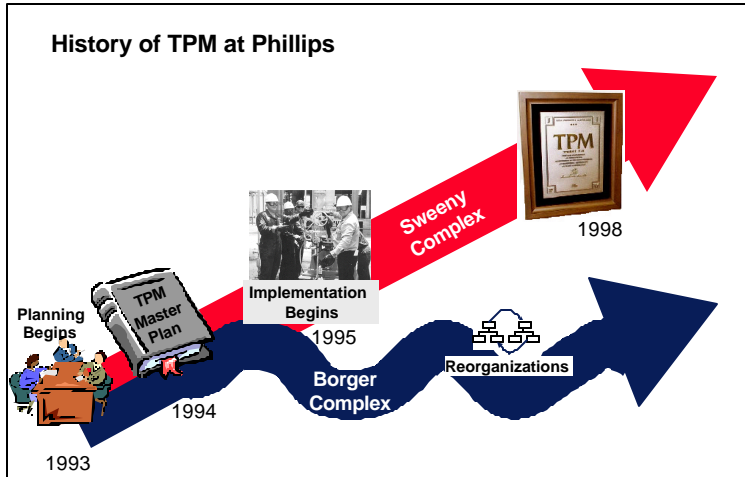 History of TPM at Phillips
TPM
1998
Sweeny
Complex
Implementation
Begins
1995
TPM
Master
Plan
Planning
Begins
1994
1993
Borger
Complex
Reorganizations